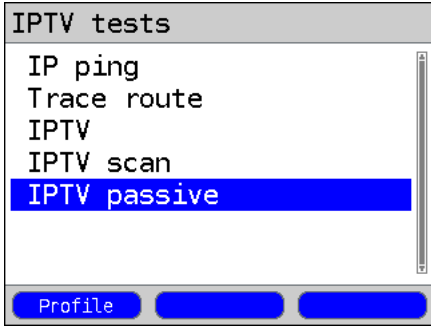 IPTV tests
IP ping
Trace route
IPTV
IPTV scan
IPTV passive
Profile